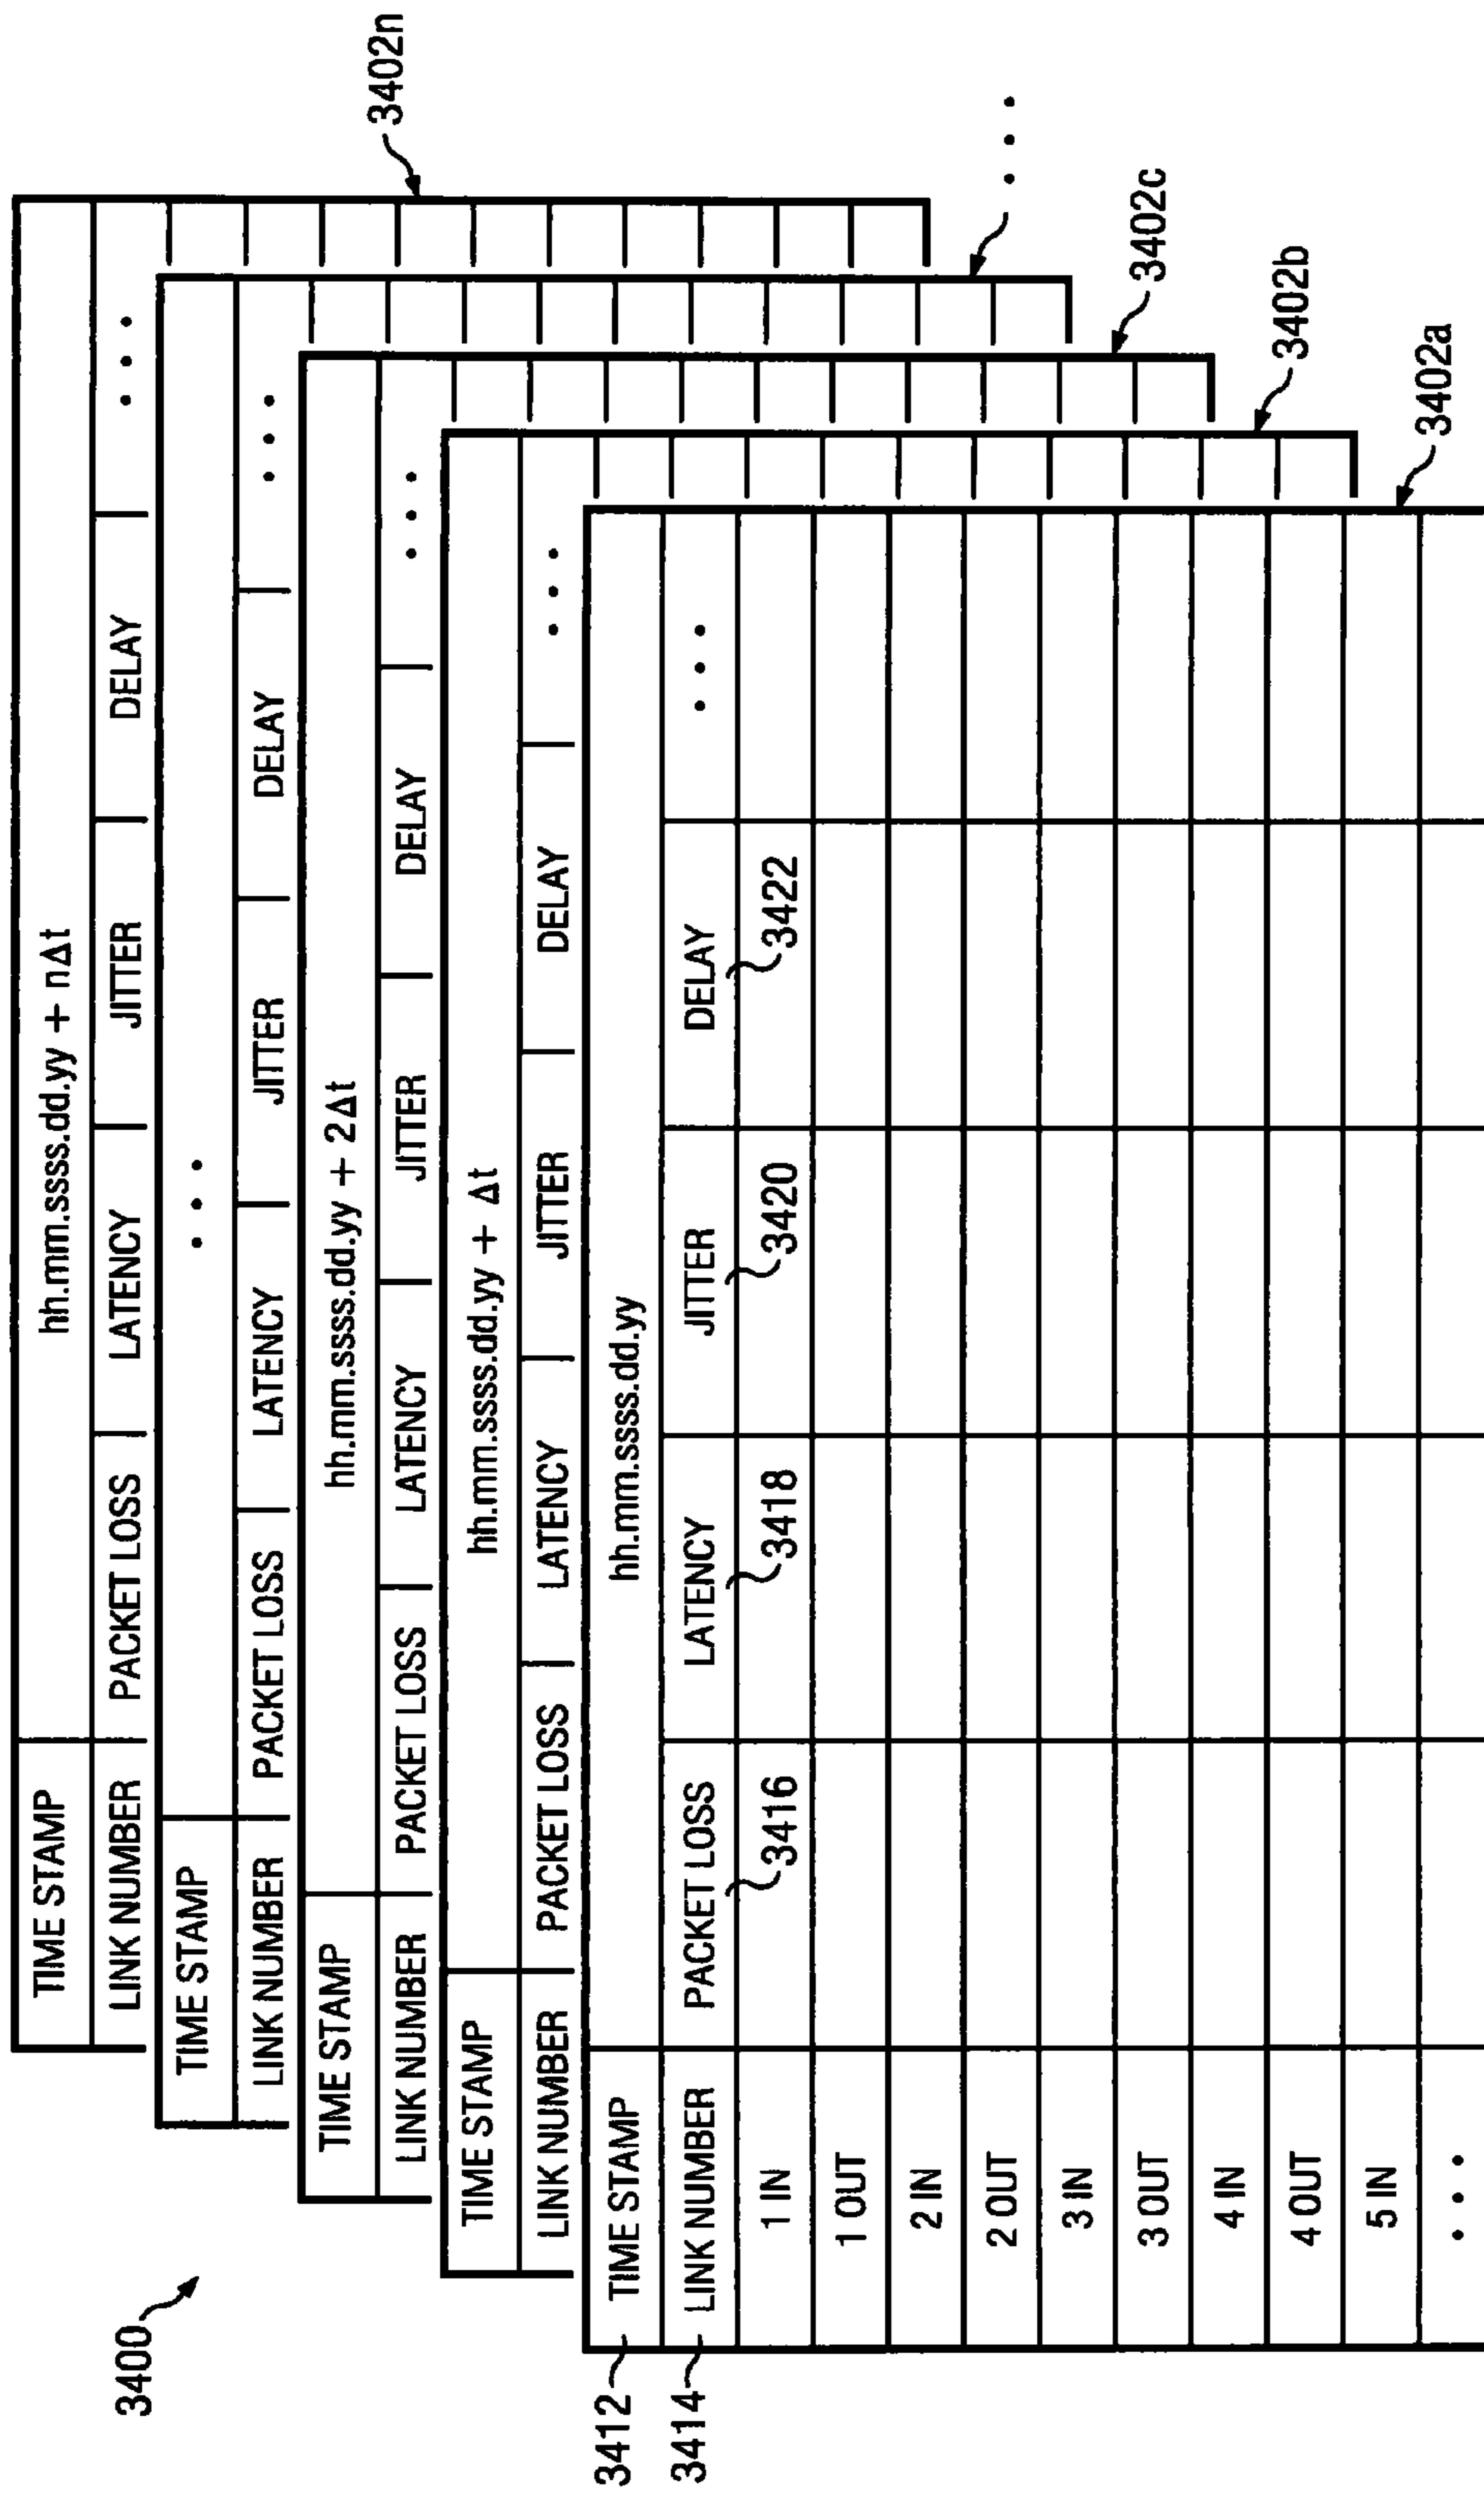 3400
TIME STAMP hh.mm.ssss.dd.yy + nΔt
LINK NUMBER PACKET LOSS LATENCY JITTER DELAY • • •
3402n
TIME STAMP • • •
LINK NUMBER PACKET LOSS LATENCY JITTER DELAY • • •
TIME STAMP hh.mm.ssss.dd.yy + 2Δt
LINK NUMBER PACKET LOSS LATENCY JITTER DELAY • • •
TIME STAMP hh.mm.ssss.dd.yy + Δt
LINK NUMBER PACKET LOSS LATENCY JITTER DELAY • • •
3412 TIME STAMP hh.mm.ssss.dd.yy
3414 LINK NUMBER PACKET LOSS LATENCY JITTER DELAY • • •
1 IN 3416 3418 3420 3422
1 OUT
2 IN
2 OUT • • •
3 IN
3 OUT 3402c
4 IN
4 OUT 3402b
5 IN
• • • 3402a